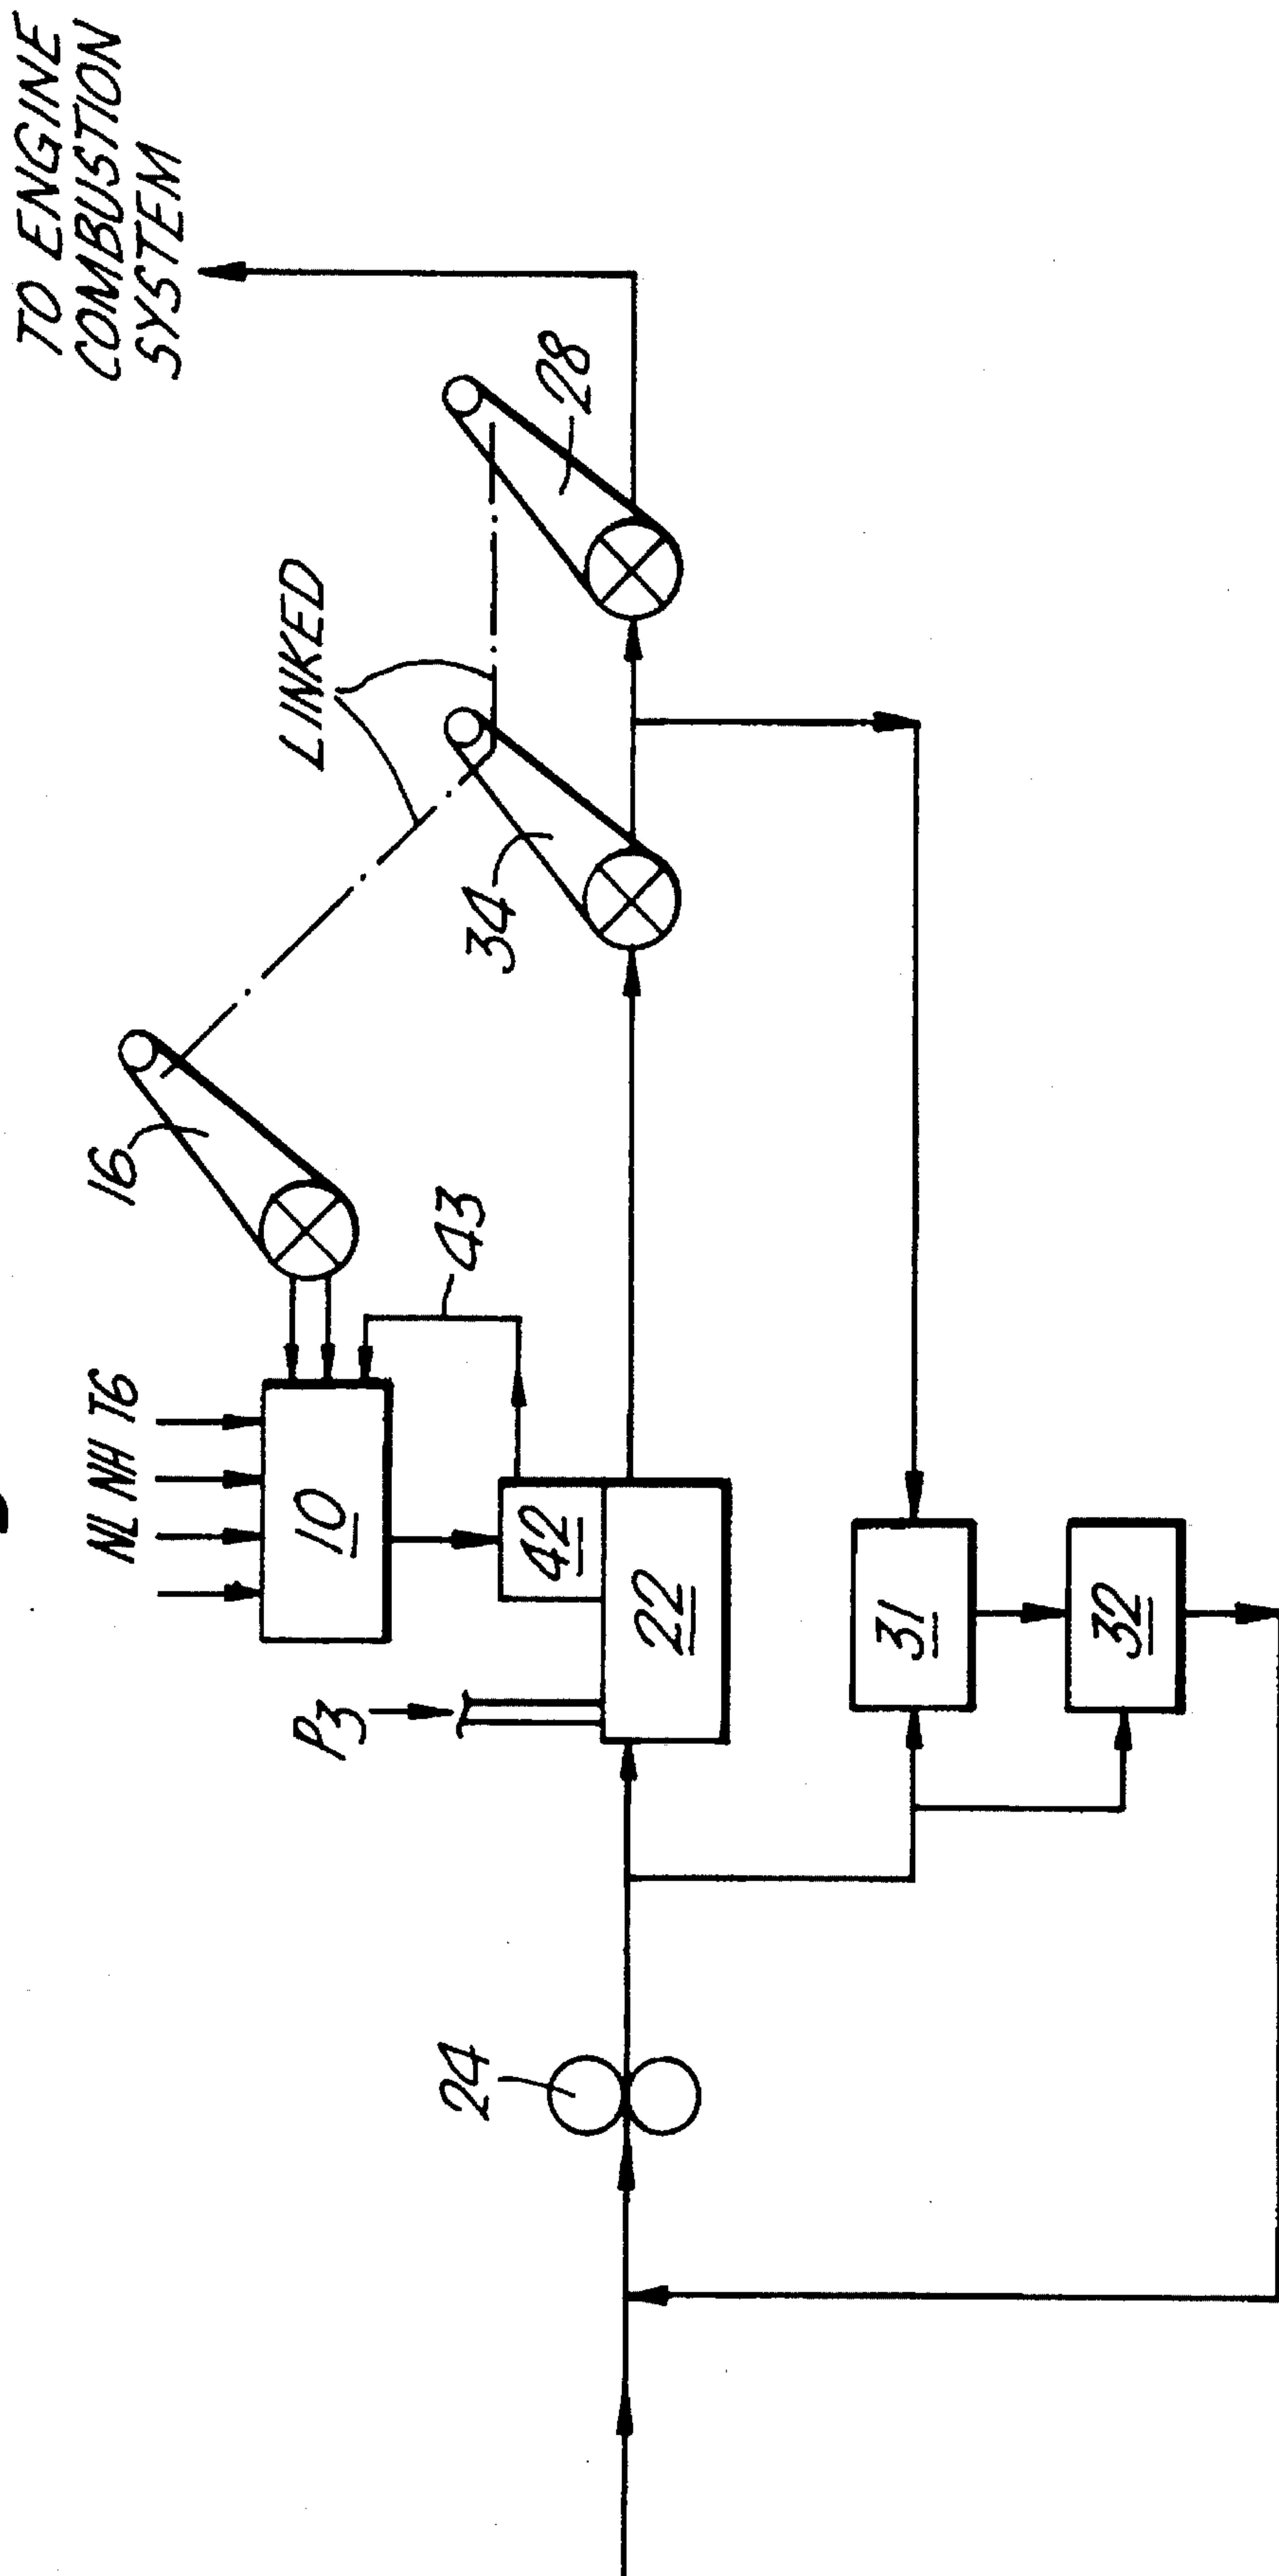 TO ENGINE
COMBUSTION
SYSTEM
LINKED
16
34
28
NL NH T6
10
43
42
22
P3
24
31
32